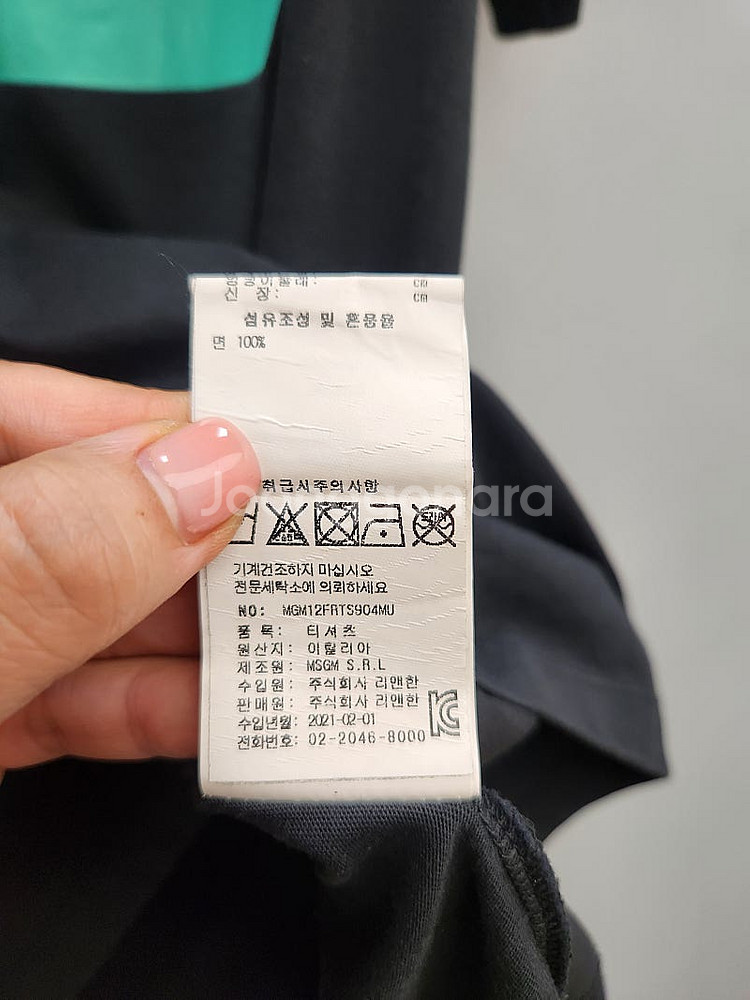 신 장: cm
섬유조성 및 혼용율
면 100%
취급시주의사항
드라이
기계건조하지 마십시오
전문세탁소에 의뢰하세요
NO: MGM12FRTS904MU
품 목: 티셔츠
원산지: 이탈리아
제조원: MSGM S.R.L
수입원: 주식회사 리앤한
판매원: 주식회사 리앤한
수입년월: 2021-02-01
전화번호: 02-2046-8000